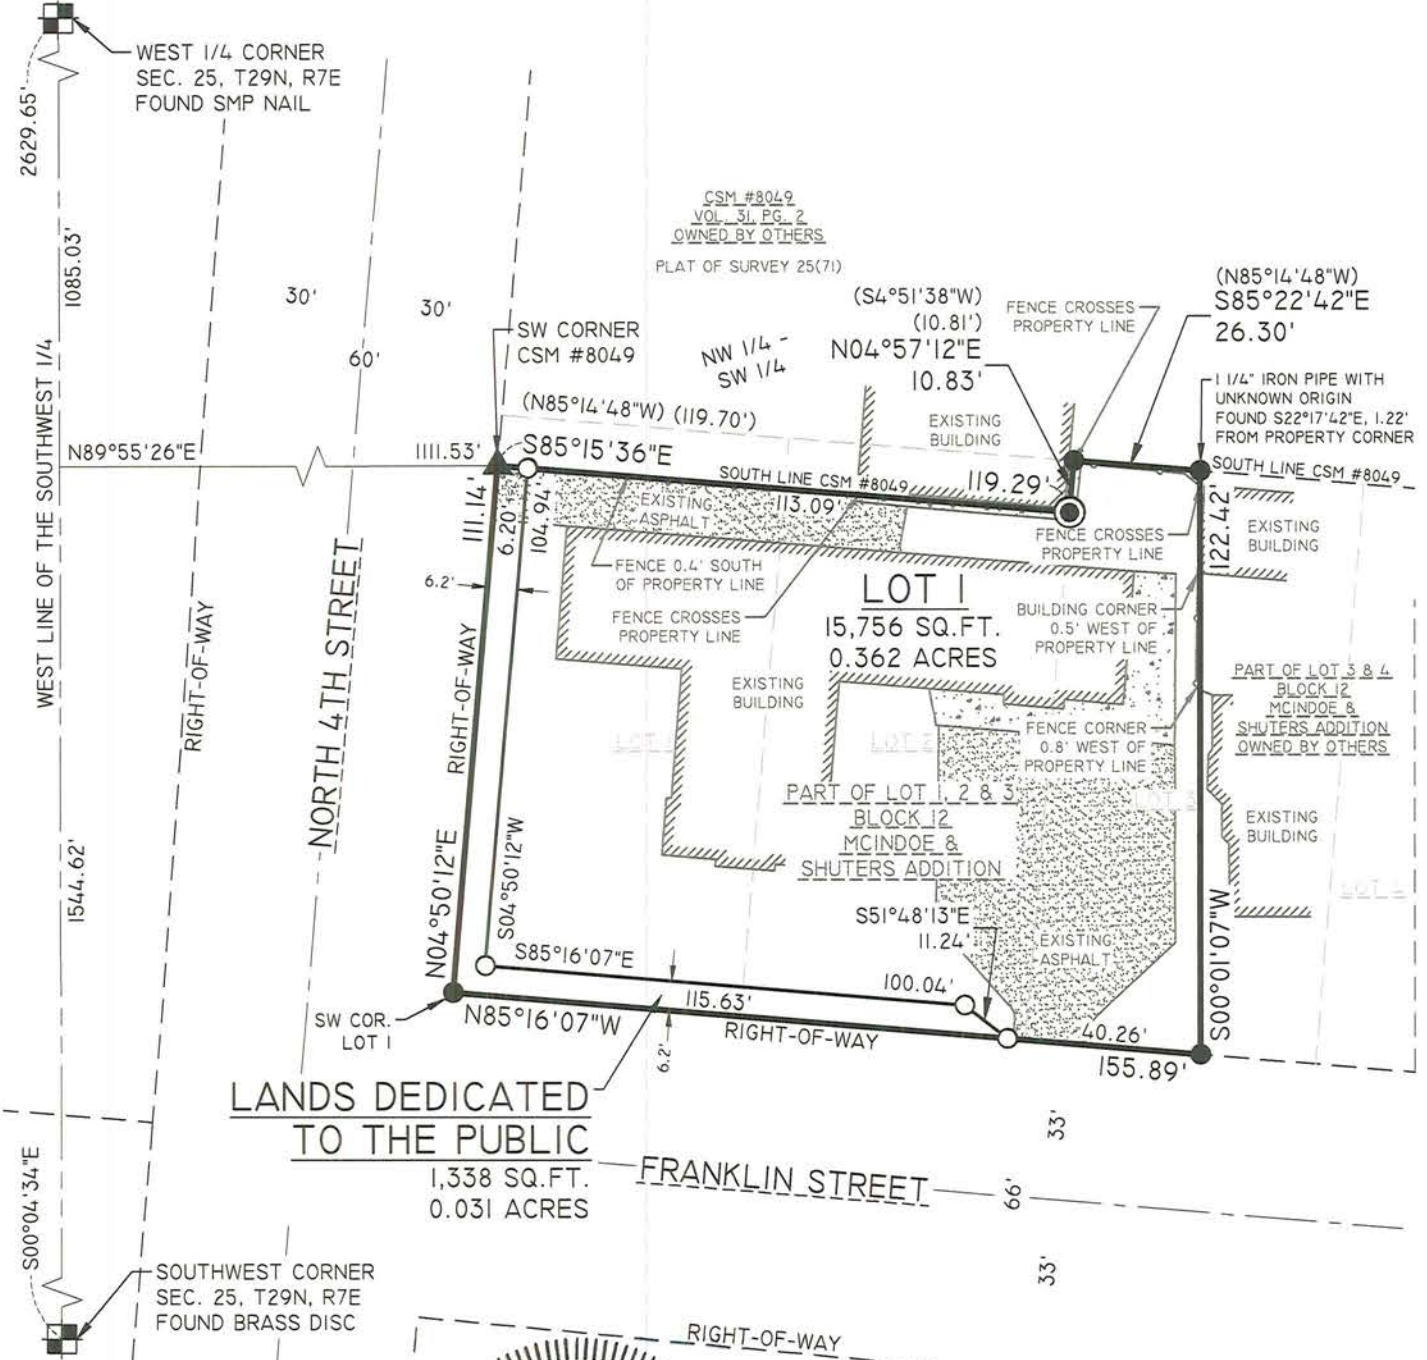 WEST 1/4 CORNER
SEC. 25, T29N, R7E
FOUND SMP NAIL
2629.65'
1085.03'
WEST LINE OF THE SOUTHWEST 1/4
1544.62'
S00°04'34"E
CSM #8049
VOL. 31, PG. 2
OWNED BY OTHERS
PLAT OF SURVEY 25(71)
30'
30'
60'
SW CORNER
CSM #8049
NW 1/4 -
SW 1/4
(S4°51'38"W)
(10.81')
N04°57'12"E
10.83'
FENCE CROSSES
PROPERTY LINE
(N85°14'48"W)
S85°22'42"E
26.30'
1 1/4" IRON PIPE WITH
UNKNOWN ORIGIN
FOUND S22°17'42"E, 1.22'
FROM PROPERTY CORNER
(N85°14'48"W) (119.70')
EXISTING
BUILDING
N89°55'26"E
1111.53'
S85°15'36"E
SOUTH LINE CSM #8049
119.29'
SOUTH LINE CSM #8049
111.14'
6.20'
104.94'
EXISTING
ASPHALT
113.09'
122.42
EXISTING
BUILDING
FENCE CROSSES
PROPERTY LINE
FENCE 0.4' SOUTH
OF PROPERTY LINE
6.2'
FENCE CROSSES
PROPERTY LINE
LOT 1
15,756 SQ.FT.
0.362 ACRES
BUILDING CORNER
0.5' WEST OF
PROPERTY LINE
RIGHT-OF-WAY
NORTH 4TH STREET
RIGHT-OF-WAY
EXISTING
BUILDING
PART OF LOT 3 & 4
BLOCK 12
MCINDOE &
SHUTERS ADDITION
OWNED BY OTHERS
FENCE CORNER
0.8' WEST OF
PROPERTY LINE
LOT 2
PART OF LOT 1, 2 & 3
BLOCK 12
MCINDOE &
SHUTERS ADDITION
EXISTING
BUILDING
LOT 4
N04°50'12"E
S04°50'12"W
S51°48'13"E
11.24'
EXISTING
ASPHALT
S00°01'07"W
S85°16'07"E
100.04'
115.63'
SW COR.
LOT 1
N85°16'07"W
RIGHT-OF-WAY
40.26'
155.89'
6.2'
LANDS DEDICATED
TO THE PUBLIC
1,338 SQ.FT.
0.031 ACRES
FRANKLIN STREET
33'
66'
33'
SOUTHWEST CORNER
SEC. 25, T29N, R7E
FOUND BRASS DISC
RIGHT-OF-WAY